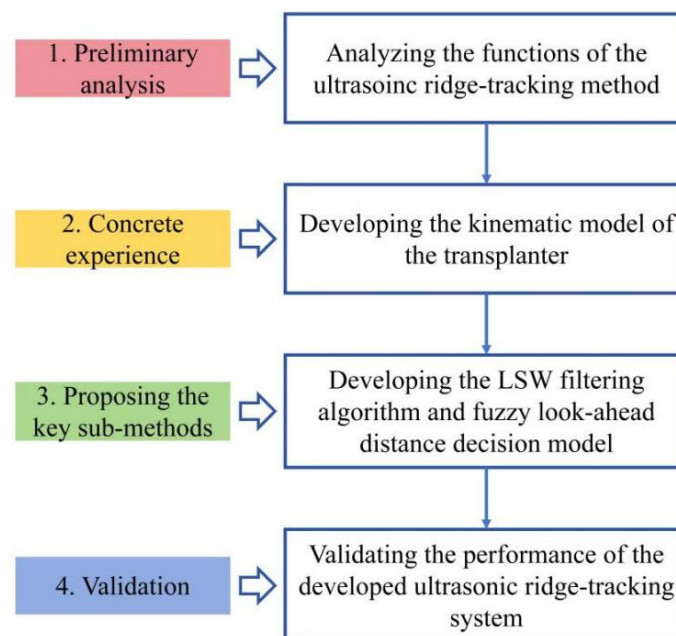 1. Preliminary
analysis
Analyzing the functions of the
ultrasoinc ridge-tracking method
2. Concrete
experience
Developing the kinematic model of
the transplanter
3. Proposing the
key sub-methods
Developing the LSW filtering
algorithm and fuzzy look-ahead
distance decision model
4. Validation
Validating the performance of the
developed ultrasonic ridge-tracking
system